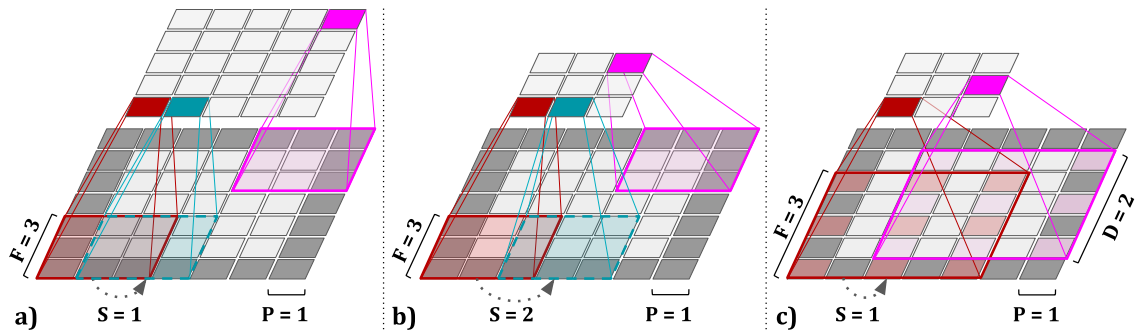 F = 3
a)
S = 1
P = 1
F = 3
b)
S = 2
P = 1
F = 3
D = 2
c)
S = 1
P = 1